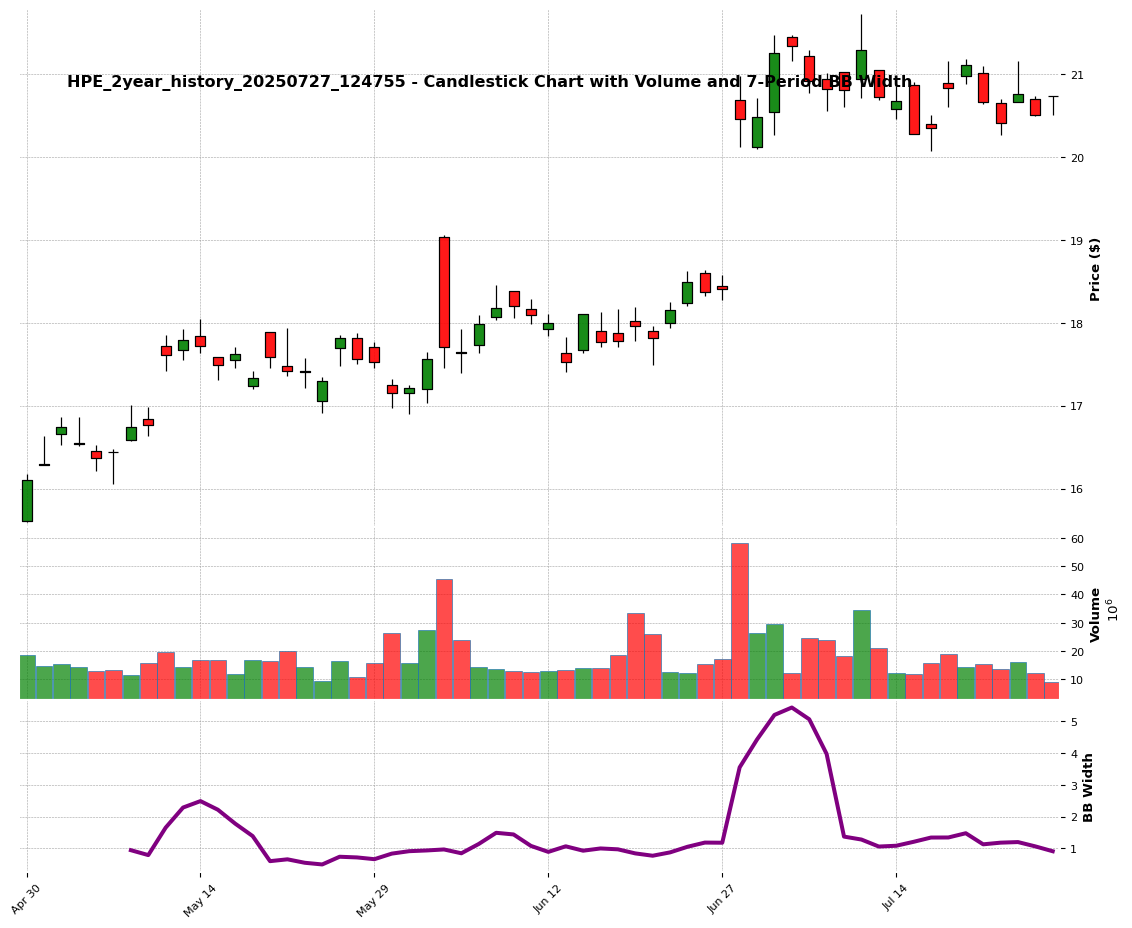 HPE_2year_history_20250727_124755 - Candlestick Chart with Volume and 7-Period BB Width
21
20
19
18
17
16
Price ($)
60
50
40
30
20
10
Volume
10^6
5
4
3
2
1
BB Width
Apr 30
May 14
May 29
Jun 12
Jun 27
Jul 14